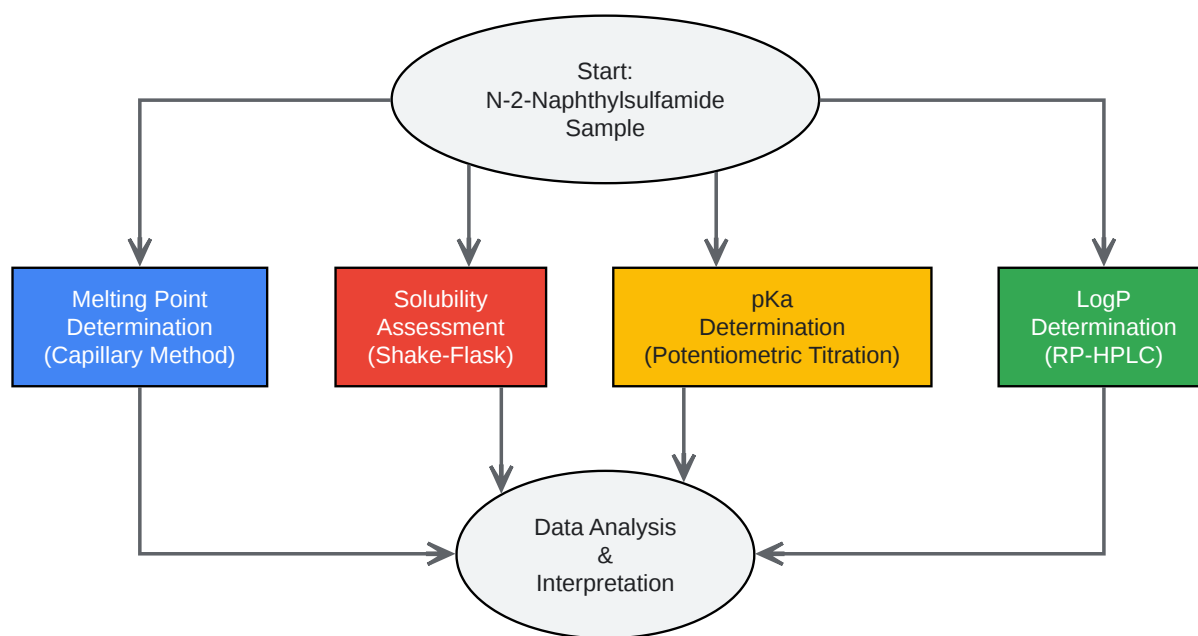 Start:
N-2-Naphthylsulfamide
Sample
Melting Point
Determination
(Capillary Method)
Solubility
Assessment
(Shake-Flask)
pKa
Determination
(Potentiometric Titration)
LogP
Determination
(RP-HPLC)
Data Analysis
&
Interpretation